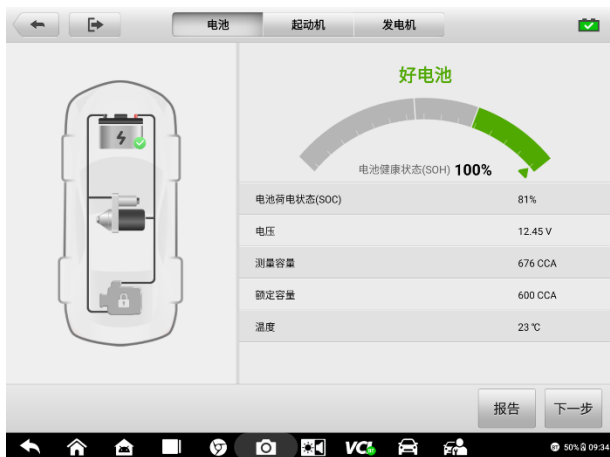 电池 起动机 发电机
好电池
电池健康状态(SOH) 100%
电池荷电状态(SOC) 81%
电压 12.45 V
测量容量 676 CCA
额定容量 600 CCA
温度 23 ℃
报告 下一步
VCI 50% 09:34